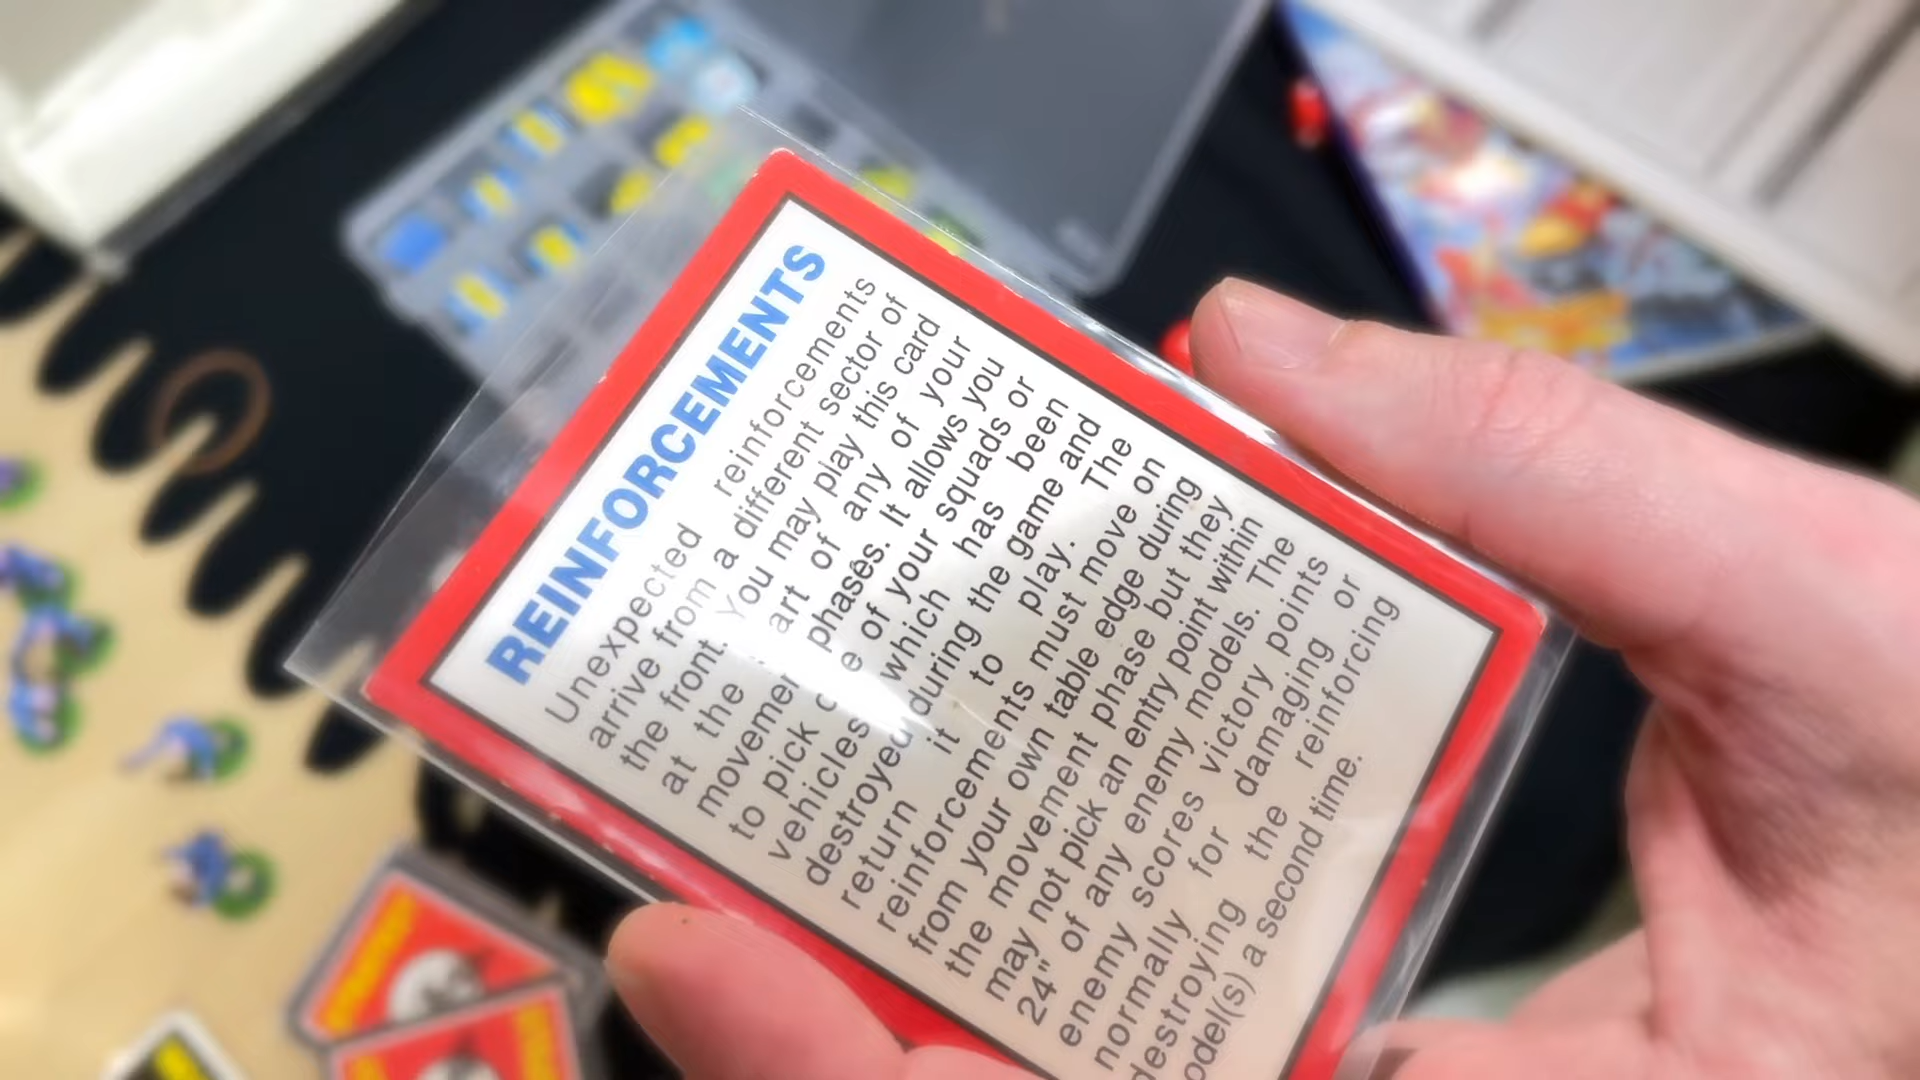 REINFORCEMENTS
Unexpected reinforcements
arrive from a different sector of
the front. You may play this card
at the art of any of your
movement phases. It allows you
to pick of your squads or
vehicles which has been
destroyed during the game and
return it to play. The
reinforcements must move on
from your own table edge during
the movement phase but they
may not pick an entry point within
24" of any enemy models. The
enemy scores victory points
normally for damaging or
destroying the reinforcing
odel(s) a second time.